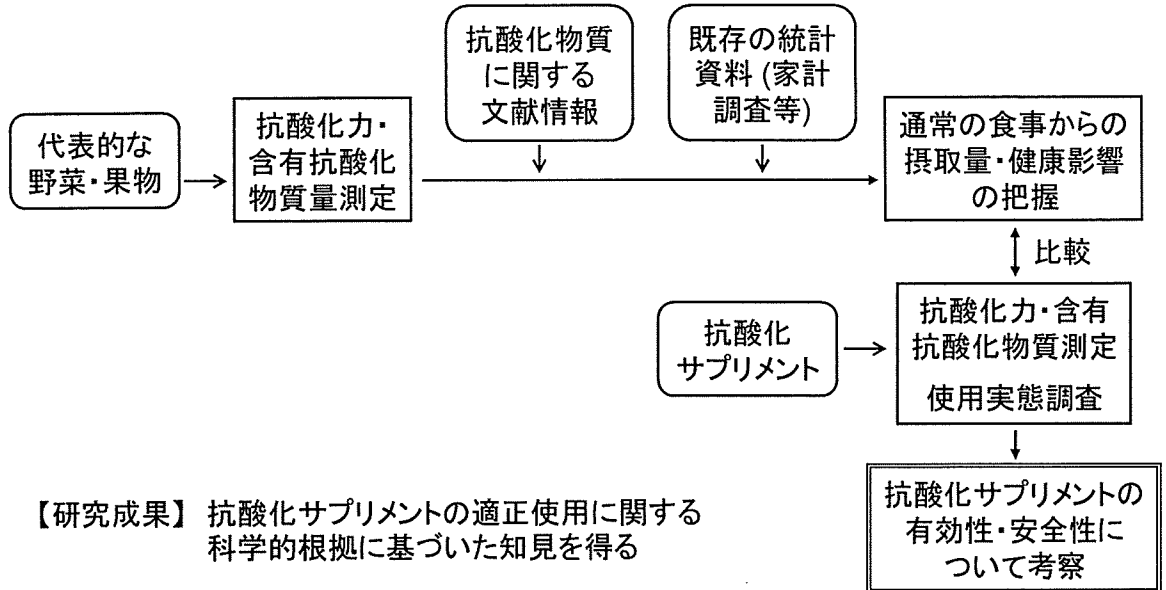 代表的な
野菜・果物
抗酸化力・
含有抗酸化
物質量測定
抗酸化物質
に関する
文献情報
既存の統計
資料 (家計
調査等)
通常の食事からの
摂取量・健康影響
の把握
比較
抗酸化
サプリメント
抗酸化力・含有
抗酸化物質測定
使用実態調査
抗酸化サプリメントの
有効性・安全性に
ついて考察
【研究成果】 抗酸化サプリメントの適正使用に関する
科学的根拠に基づいた知見を得る